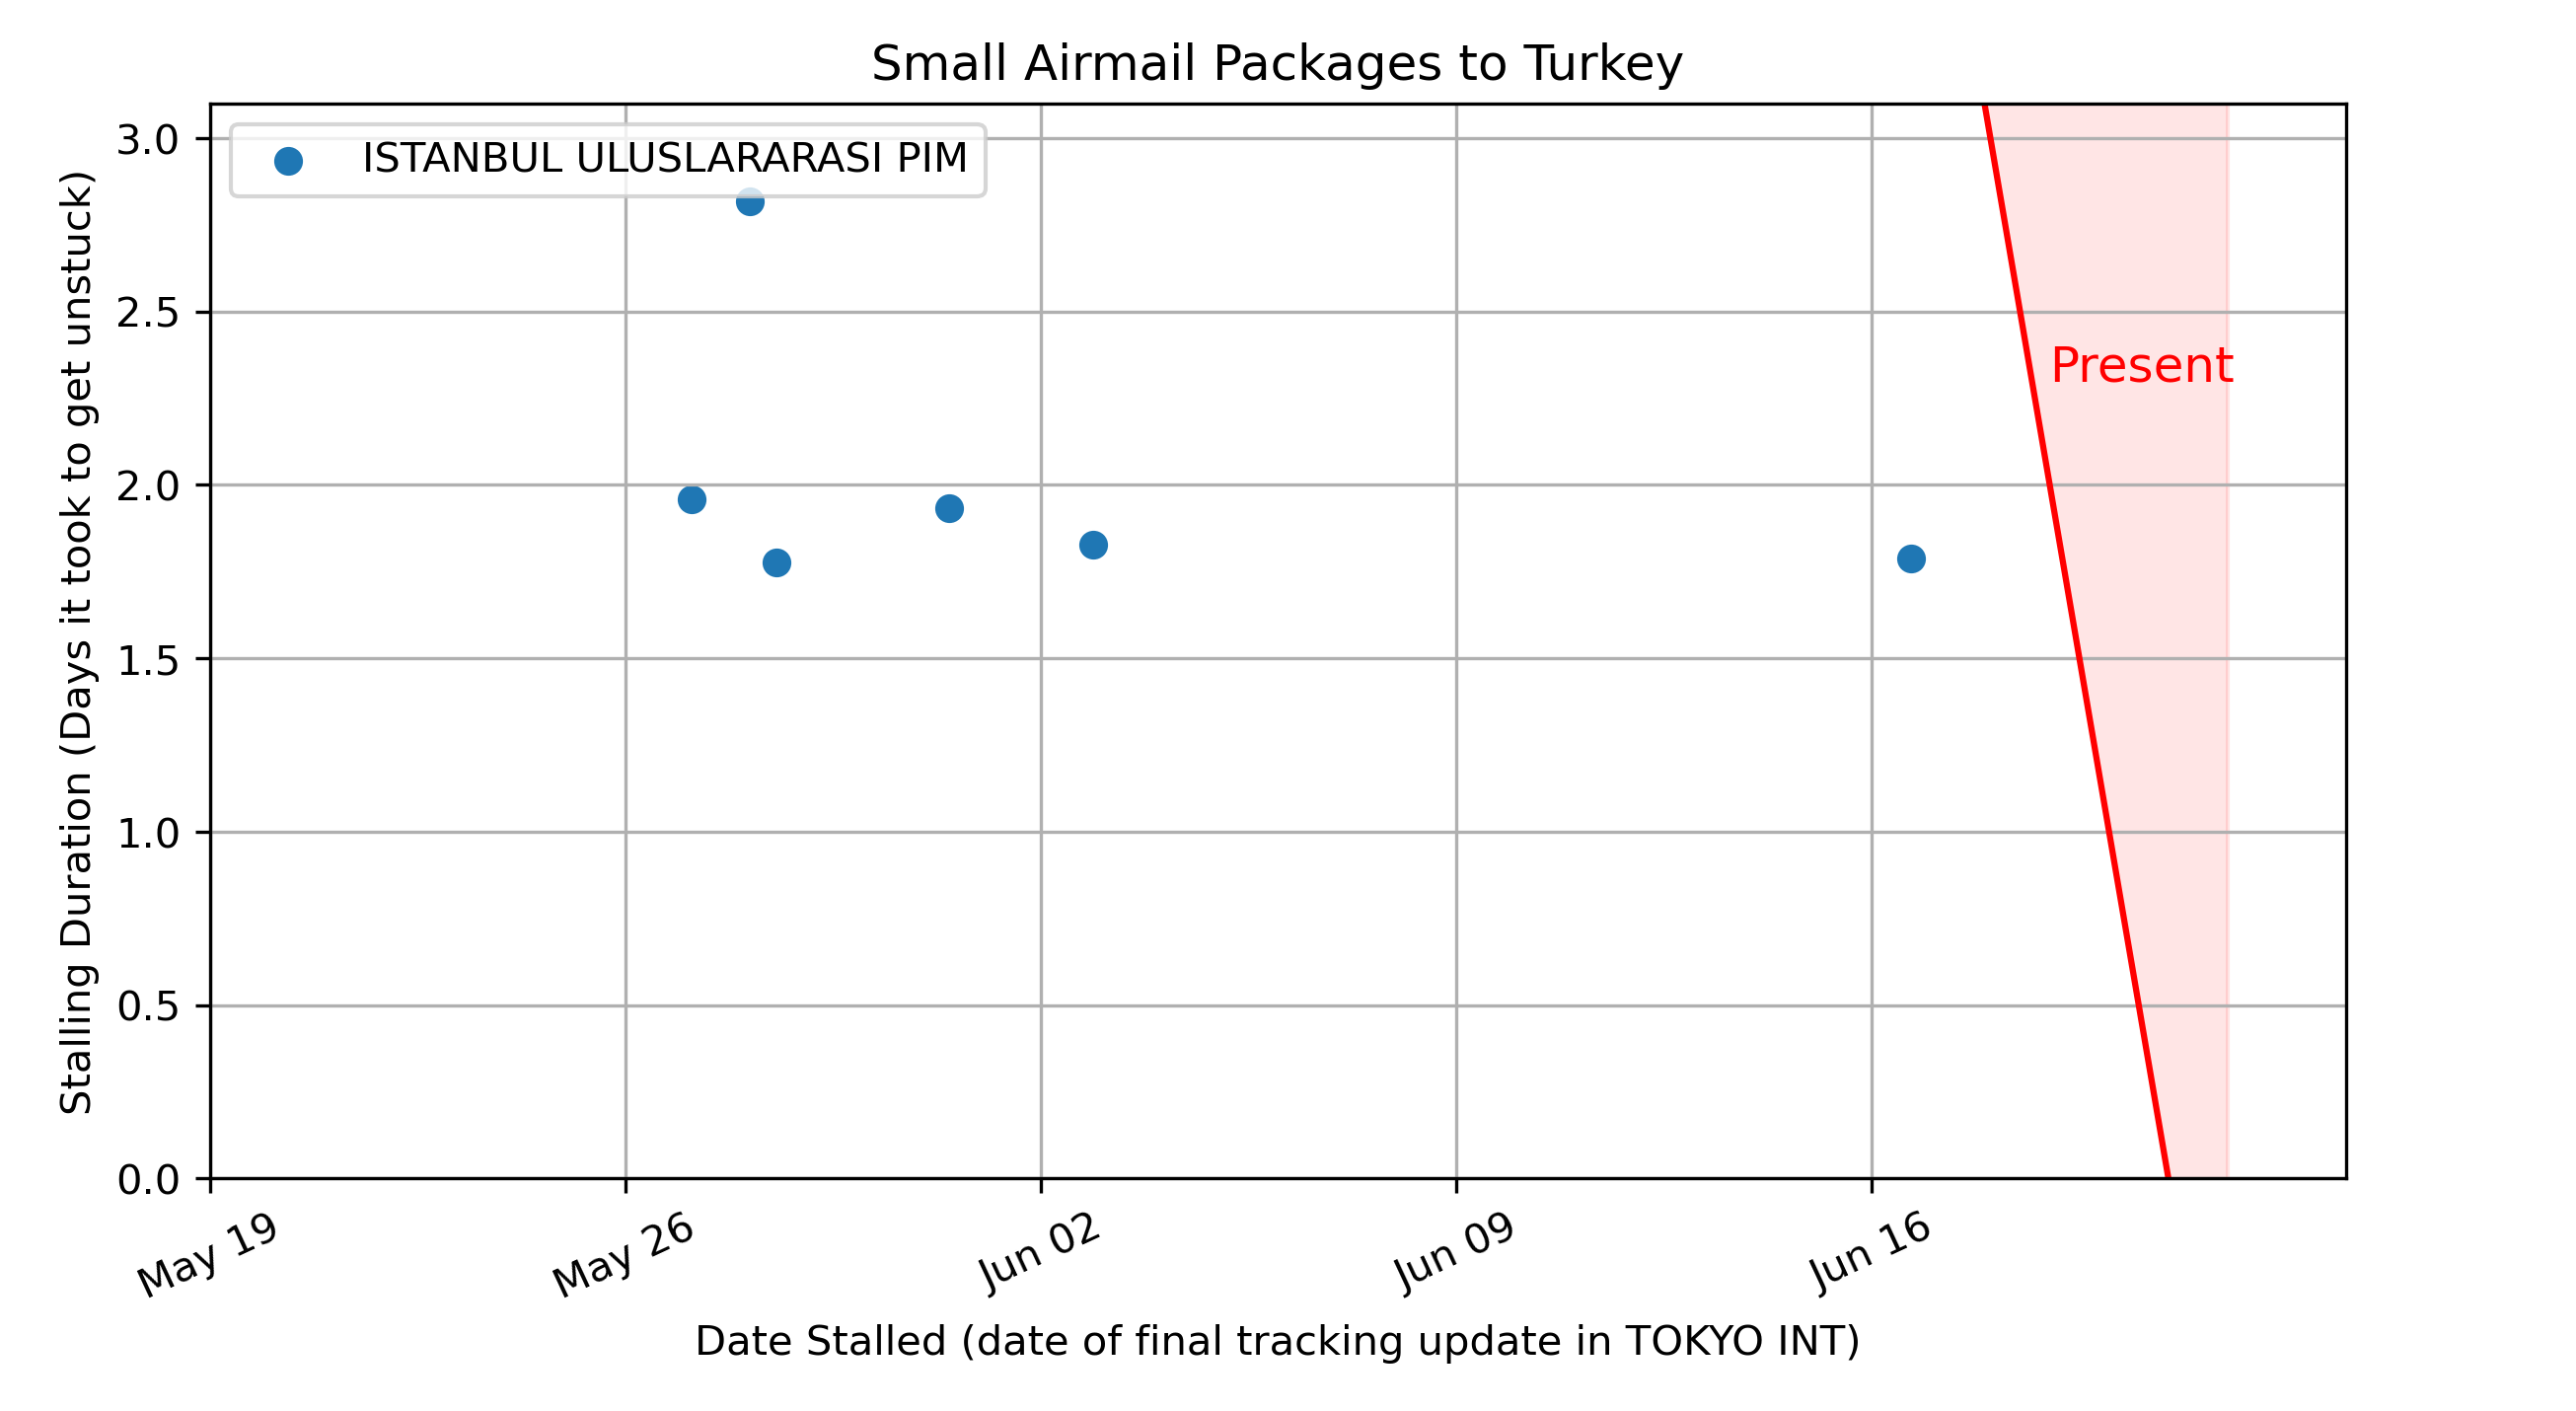 Small Airmail Packages to Turkey
ISTANBUL ULUSLARARASI PIM
Stalling Duration (Days it took to get unstuck)
3.0
2.5
2.0
1.5
1.0
0.5
0.0
Present
May 19
May 26
Jun 02
Jun 09
Jun 16
Date Stalled (date of final tracking update in TOKYO INT)